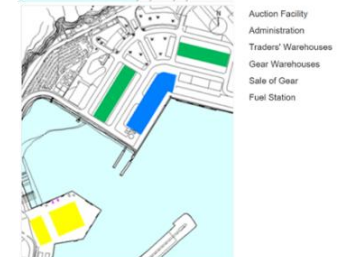 Auction Facility
Administration
Traders' Warehouses
Gear Warehouses
Sale of Gear
Fuel Station